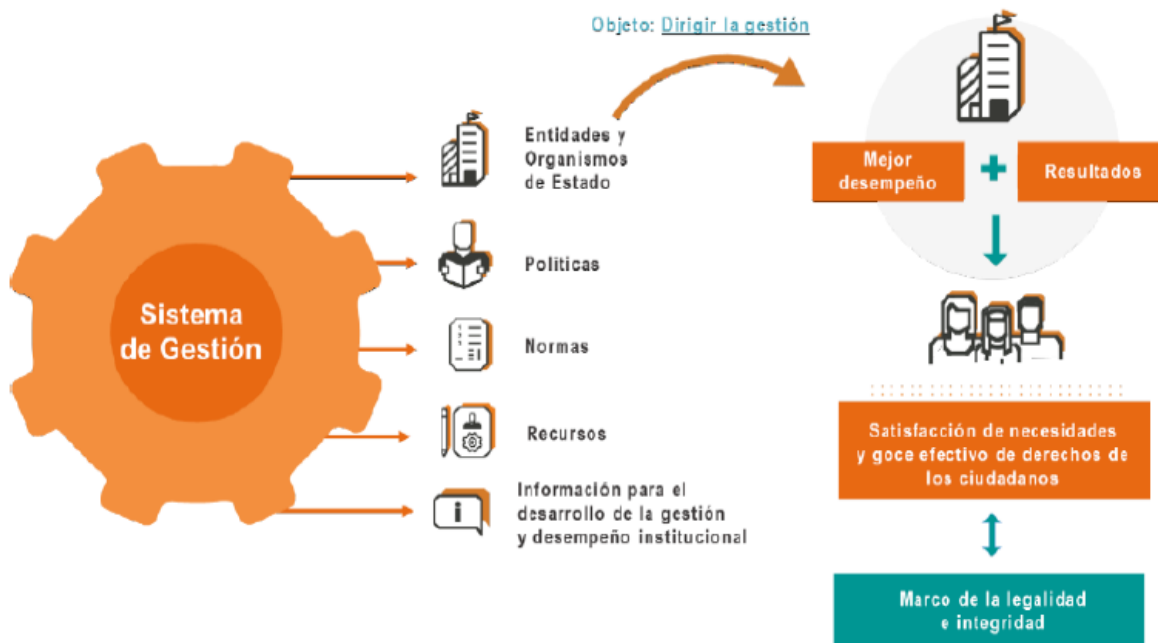 Objeto: Dirigir la gestión
Sistema
de Gestión
Entidades y
Organismos
de Estado
Políticas
Normas
Recursos
Información para el
desarrollo de la gestión
y desempeño institucional
Mejor
desempeño
+
Resultados
Satisfacción de necesidades
y goce efectivo de derechos de
los ciudadanos
Marco de la legalidad
e integridad